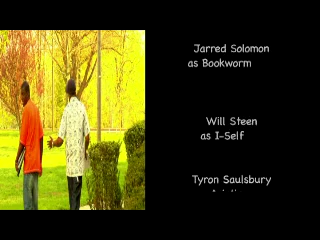 Jarred Solomon
as Bookworm
Will Steen
as I-Self
Tyron Saulsbury